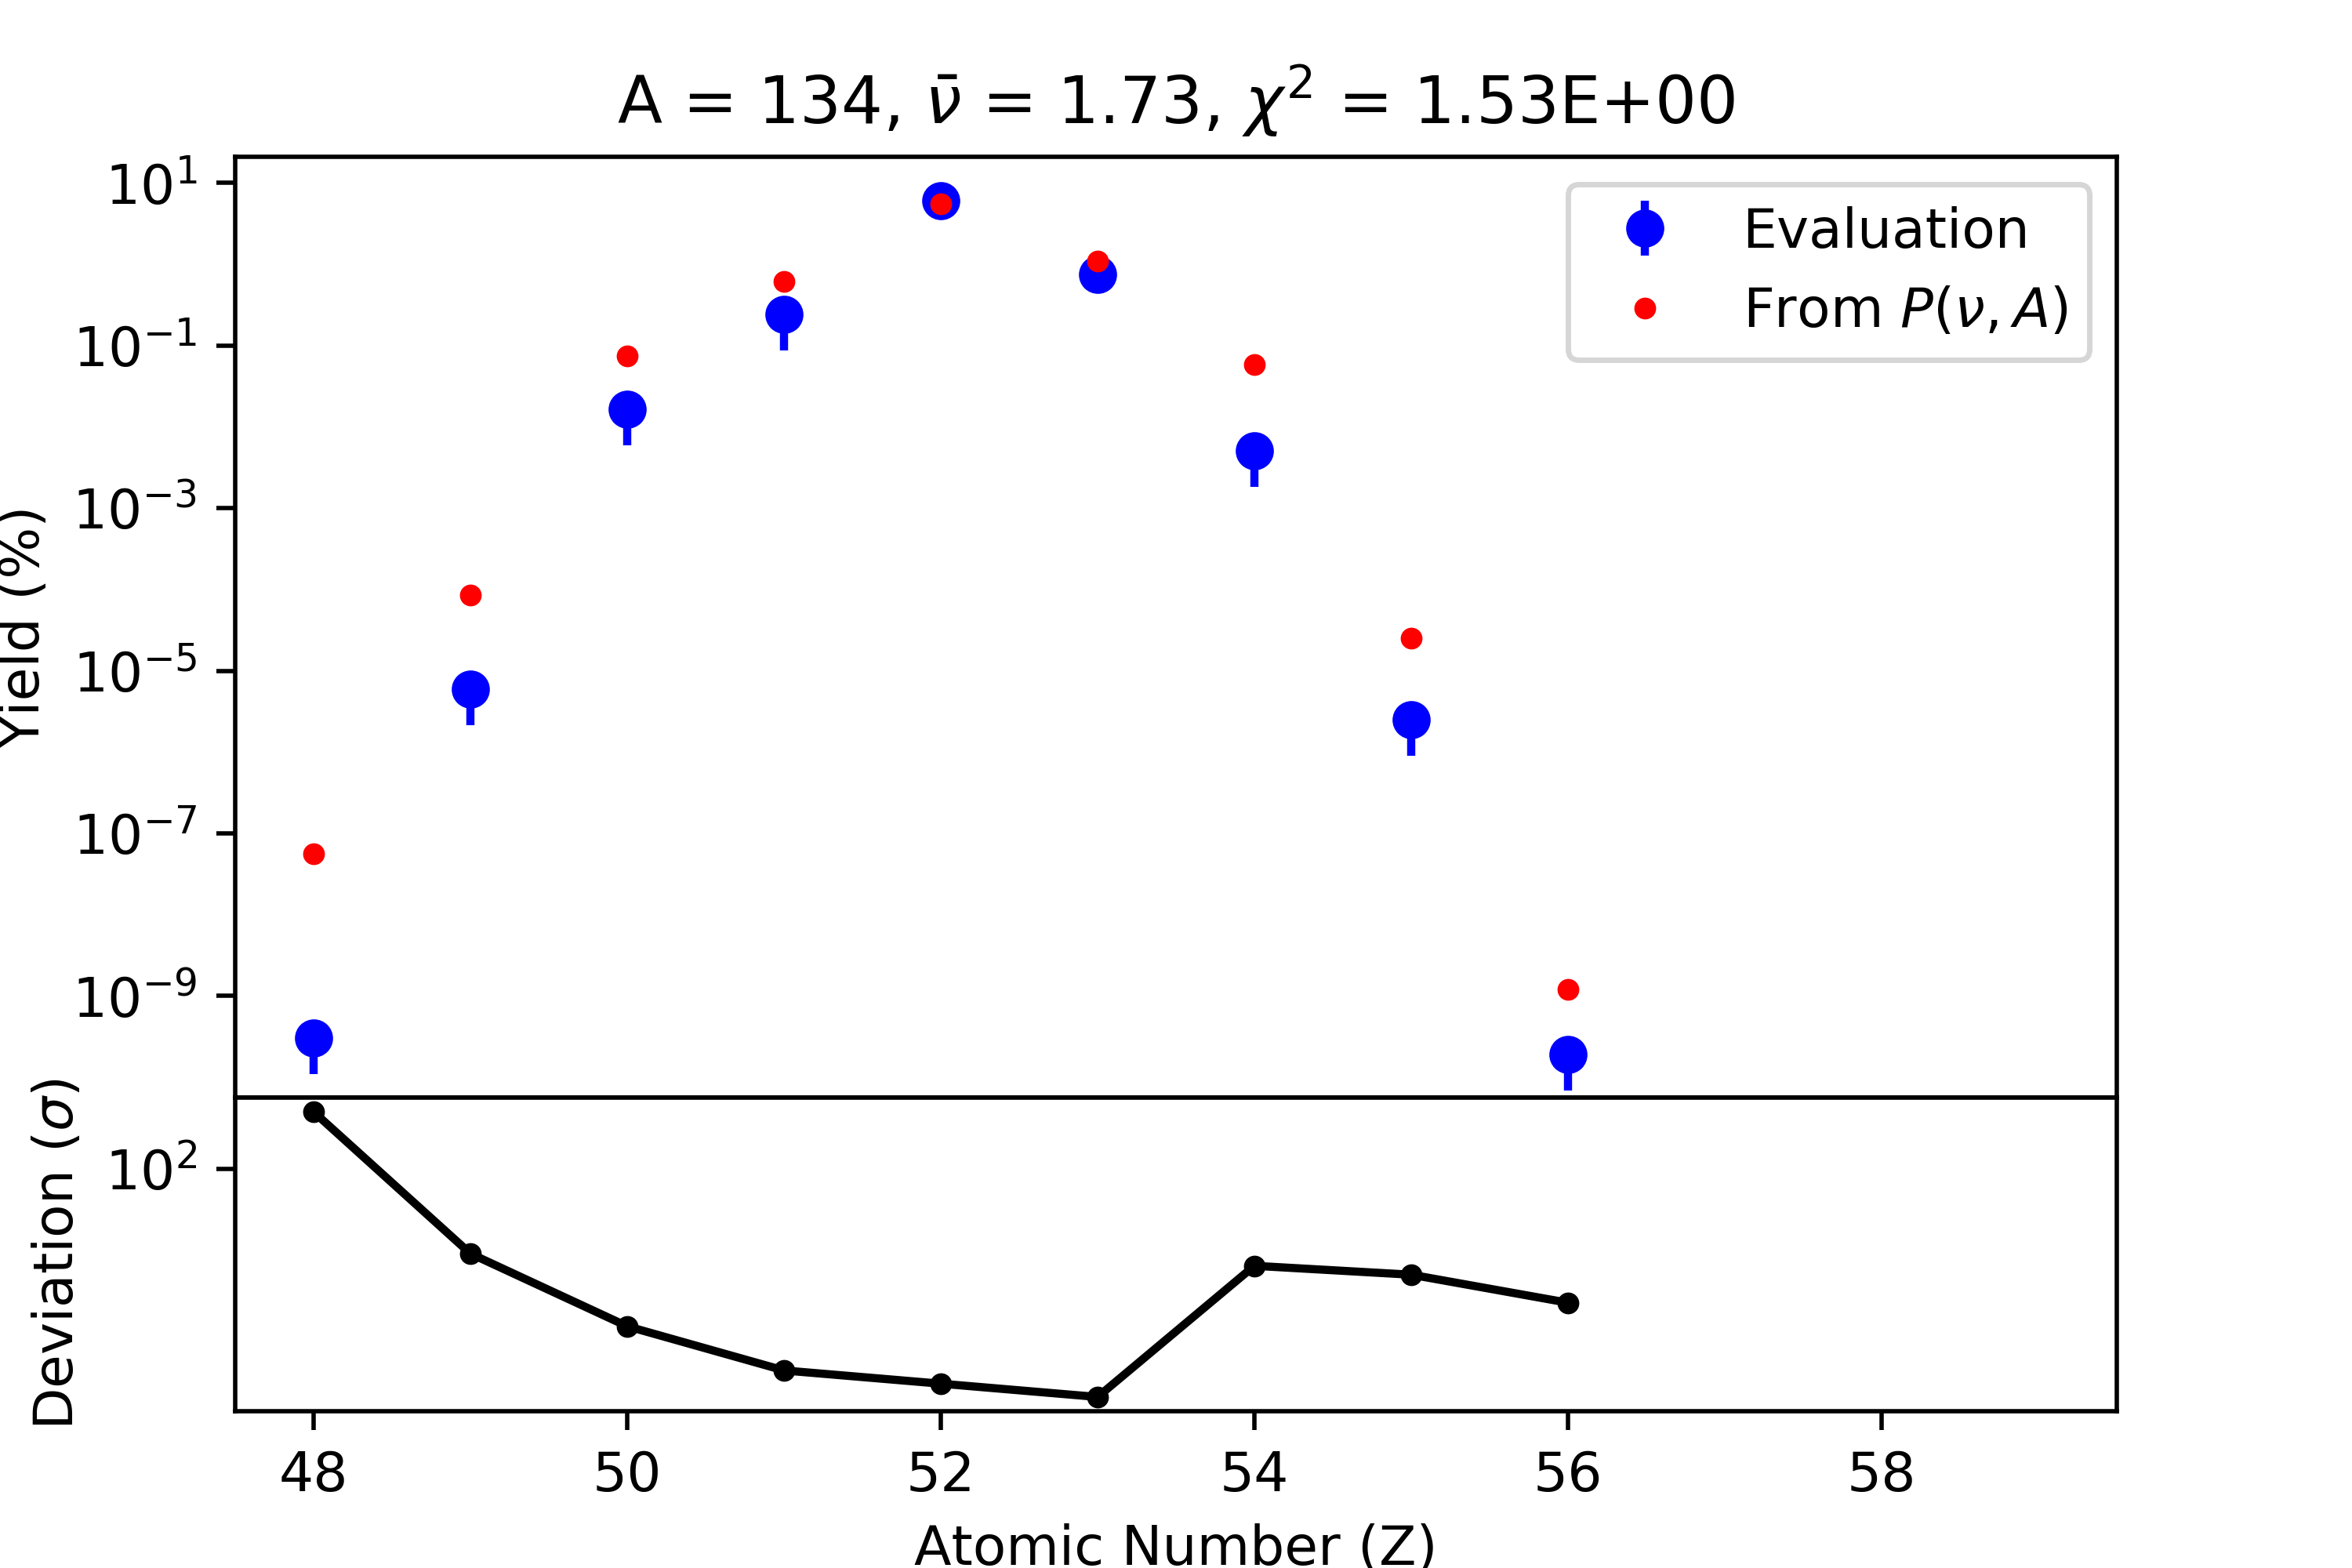 A = 134, ν̄ = 1.73, χ² = 1.53E+00
Evaluation
From P(ν, A)
Yield (%)
10¹
10⁻¹
10⁻³
10⁻⁵
10⁻⁷
10⁻⁹
Deviation (σ)
10²
48 50 52 54 56 58
Atomic Number (Z)